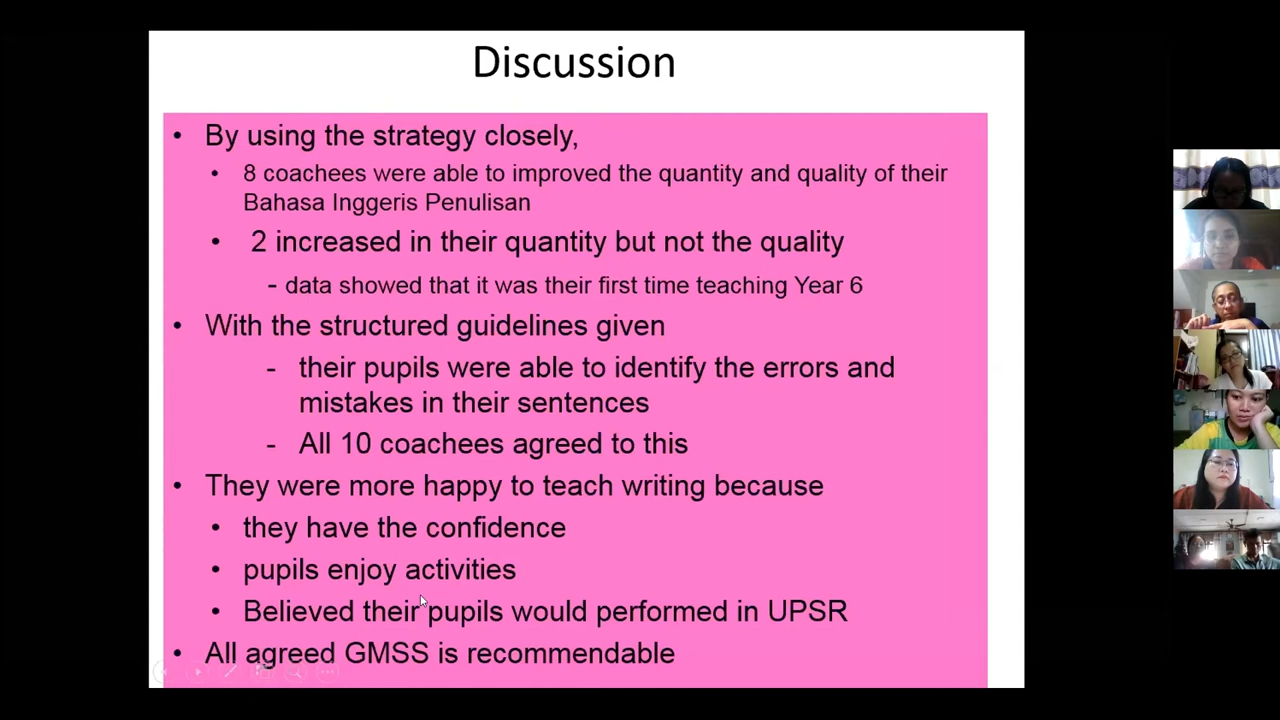 Discussion
• By using the strategy closely,
• 8 coachees were able to improved the quantity and quality of their
Bahasa Inggeris Penulisan
• 2 increased in their quantity but not the quality
- data showed that it was their first time teaching Year 6
• With the structured guidelines given
- their pupils were able to identify the errors and
mistakes in their sentences
- All 10 coachees agreed to this
• They were more happy to teach writing because
• they have the confidence
• pupils enjoy activities
• Believed their pupils would performed in UPSR
• All agreed GMSS is recommendable